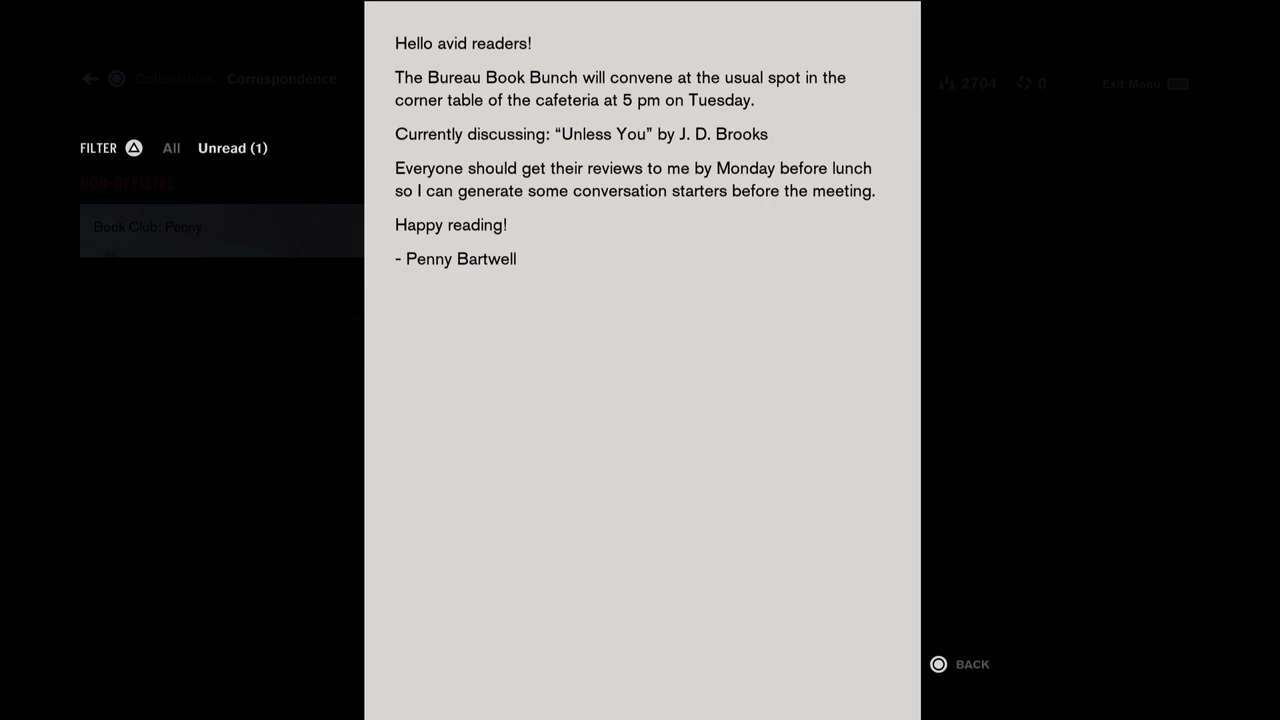 Collectibles Correspondence
2704 0 Exit Menu
FILTER All Unread (1)
NON-OFFICIAL
Book Club: Penny
Hello avid readers!
The Bureau Book Bunch will convene at the usual spot in the
corner table of the cafeteria at 5 pm on Tuesday.
Currently discussing: “Unless You” by J. D. Brooks
Everyone should get their reviews to me by Monday before lunch
so I can generate some conversation starters before the meeting.
Happy reading!
- Penny Bartwell
BACK